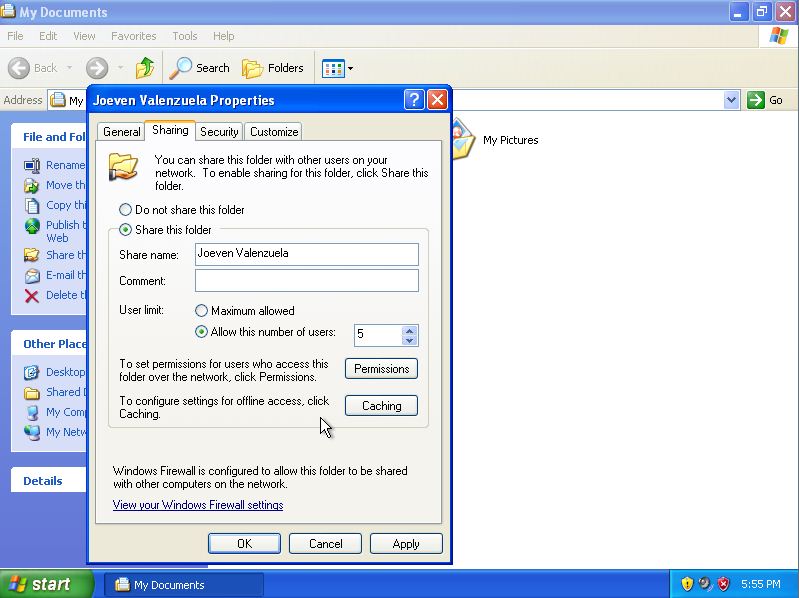 My Documents
File Edit View Favorites Tools Help
Back Search Folders
Address My Go
Joeven Valenzuela Properties
General Sharing Security Customize
You can share this folder with other users on your
network. To enable sharing for this folder, click Share this
folder.
Do not share this folder
Share this folder
Share name: Joeven Valenzuela
Comment:
User limit: Maximum allowed
Allow this number of users: 5
To set permissions for users who access this
folder over the network, click Permissions.
Permissions
To configure settings for offline access, click
Caching.
Caching
Windows Firewall is configured to allow this folder to be shared
with other computers on the network.
View your Windows Firewall settings
OK Cancel Apply
File and Fol
Rename
Move th
Copy thi
Publish t
Web
Share th
E-mail th
Delete th
Other Place
Desktop
Shared D
My Comp
My Netw
Details
My Pictures
start My Documents 5:55 PM